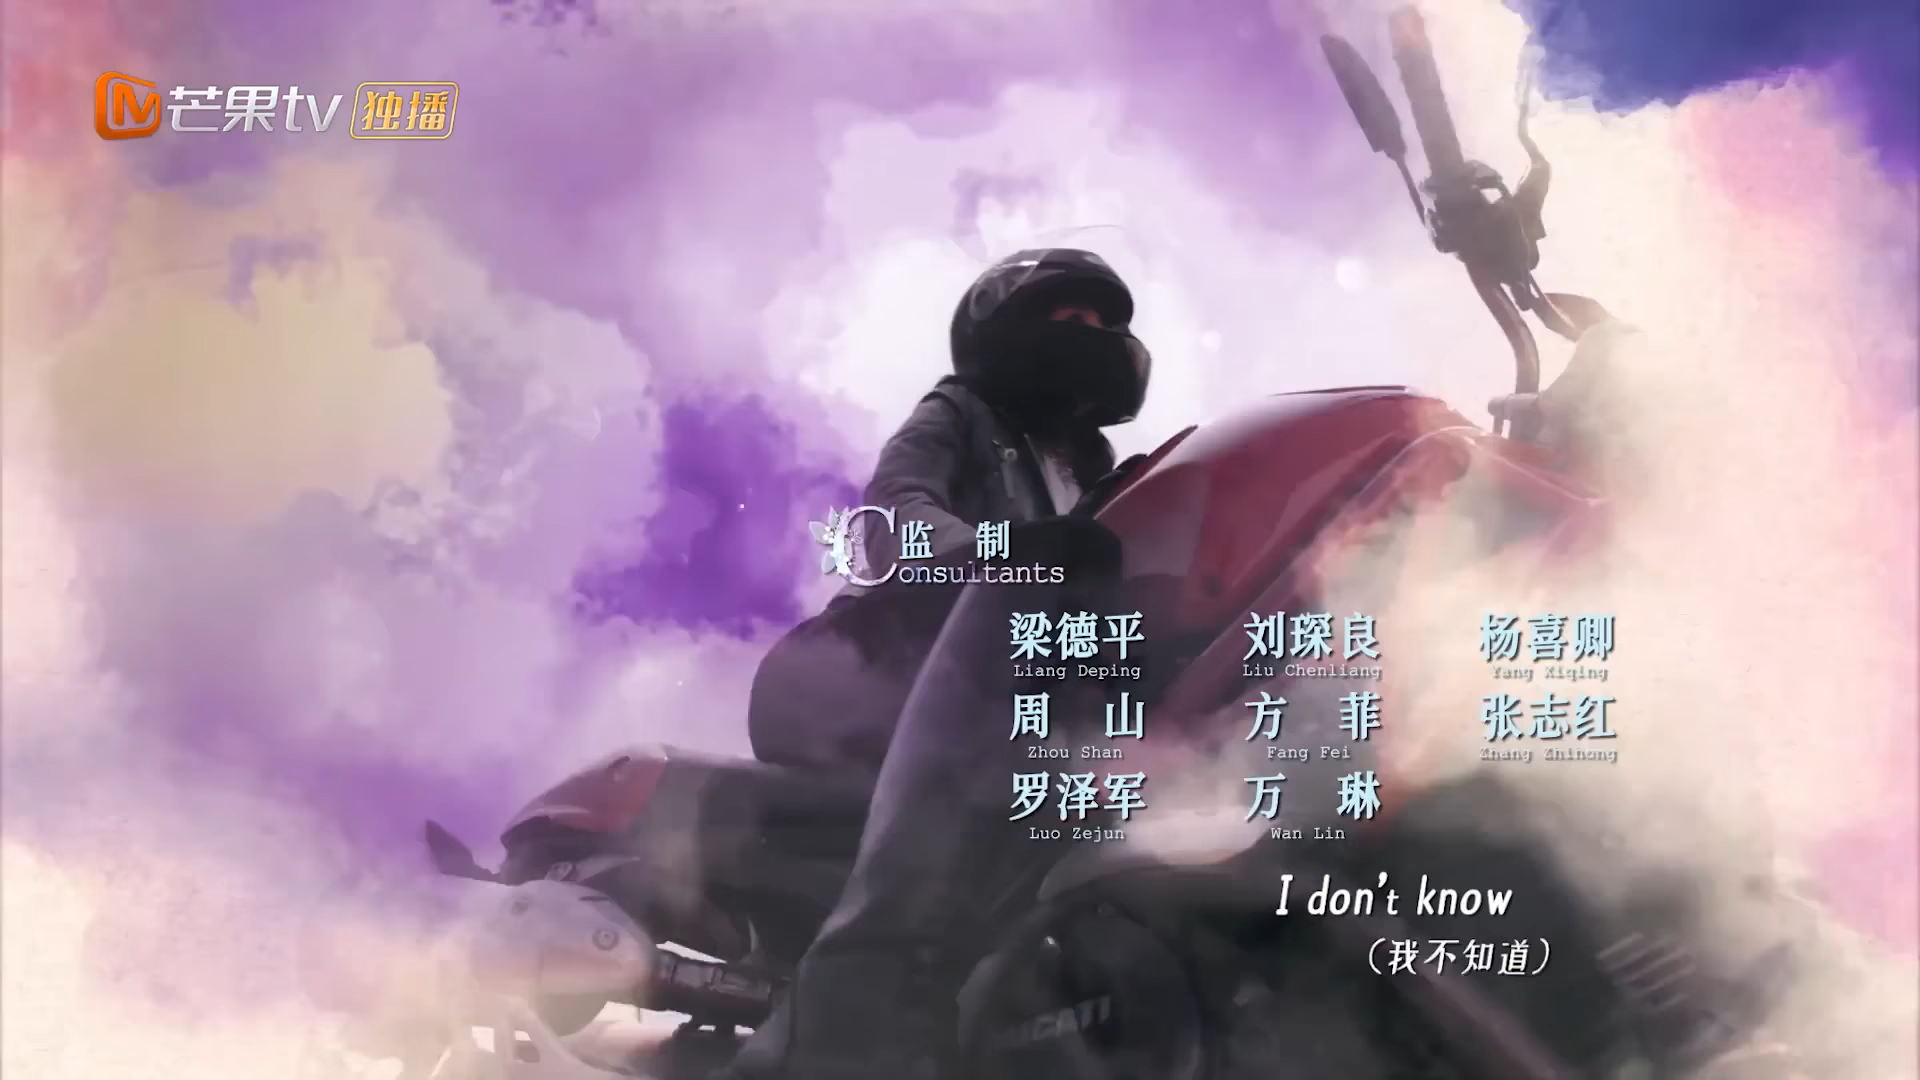 芒果tv 独播
监 制
Consultants
梁德平 刘琛良 杨喜卿
Liang Deping Liu Chenliang Yang Xiqing
周 山 方 菲 张志红
Zhou Shan Fang Fei Zhang Zhihong
罗泽军 万 琳
Luo Zejun Wan Lin
I don't know
（我不知道）
DUCATI